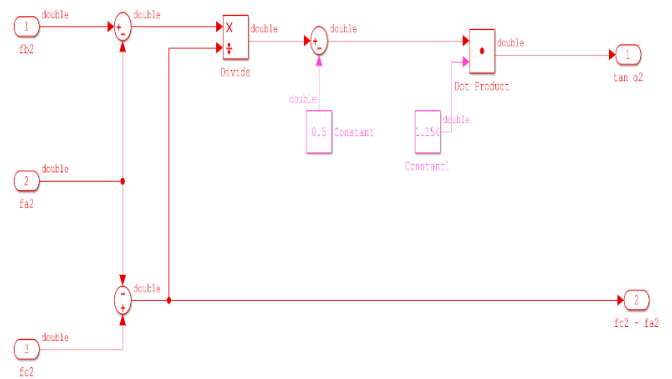 double
1
fb2
+
-
double
×
÷
Divide
double
+
-
double
double
0.5
Constant
1.154
double
Constant1
Dot Product
double
1
tan α2
double
2
fa2
-
+
double
2
fc2 - fa2
double
3
fc2